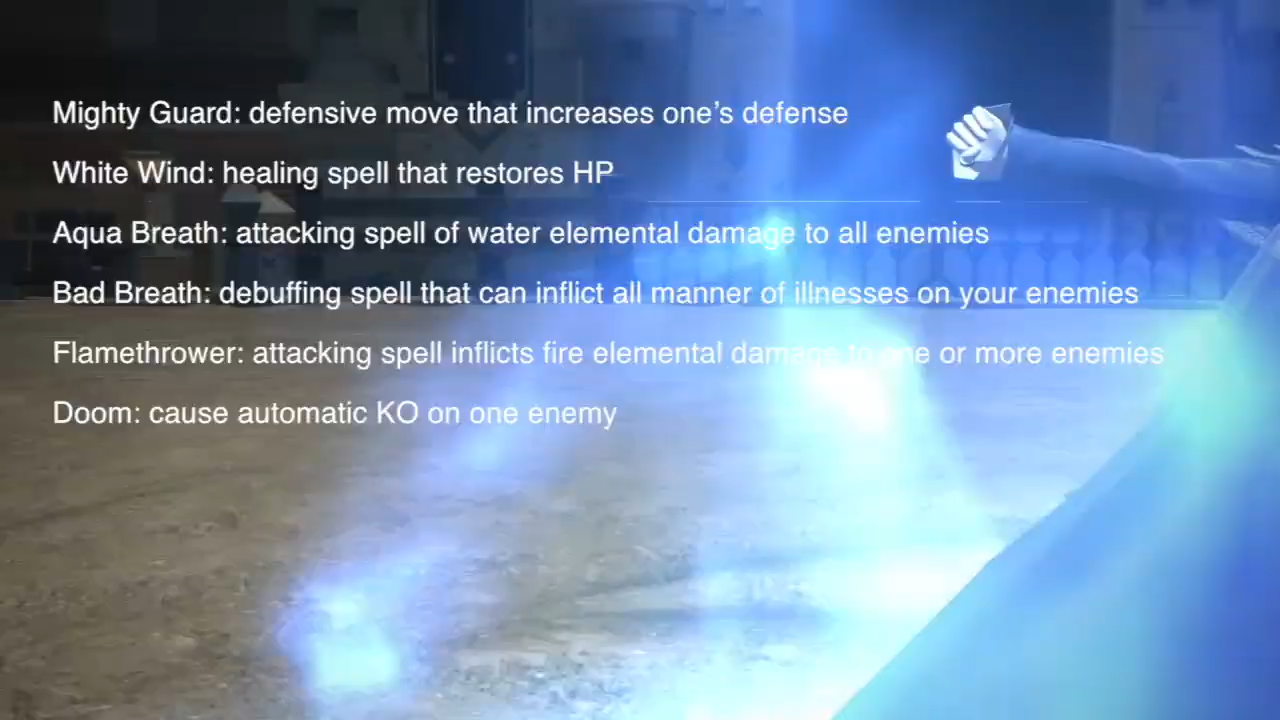 Mighty Guard: defensive move that increases one’s defense
White Wind: healing spell that restores HP
Aqua Breath: attacking spell of water elemental damage to all enemies
Bad Breath: debuffing spell that can inflict all manner of illnesses on your enemies
Flamethrower: attacking spell inflicts fire elemental damage to one or more enemies
Doom: cause automatic KO on one enemy